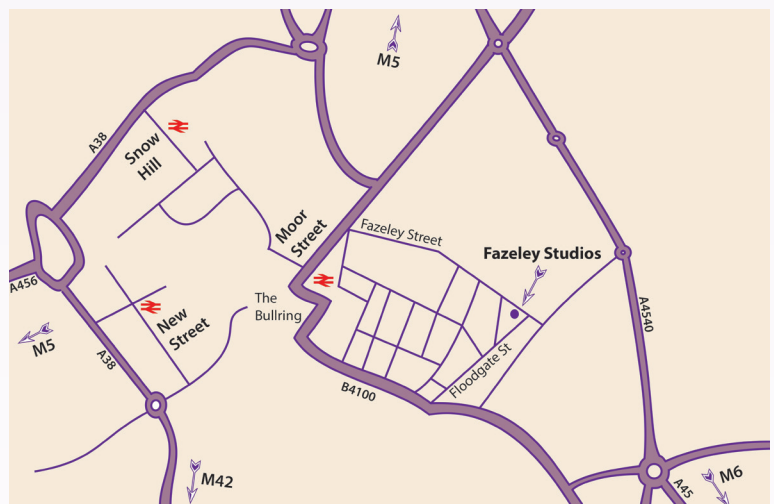 M5
A38
Snow
Hill
Moor
Street
Fazeley Street
Fazeley Studios
A456
The
Bullring
New
Street
M5
A38
A4540
Floodgate St
B4100
M42
A45
M6